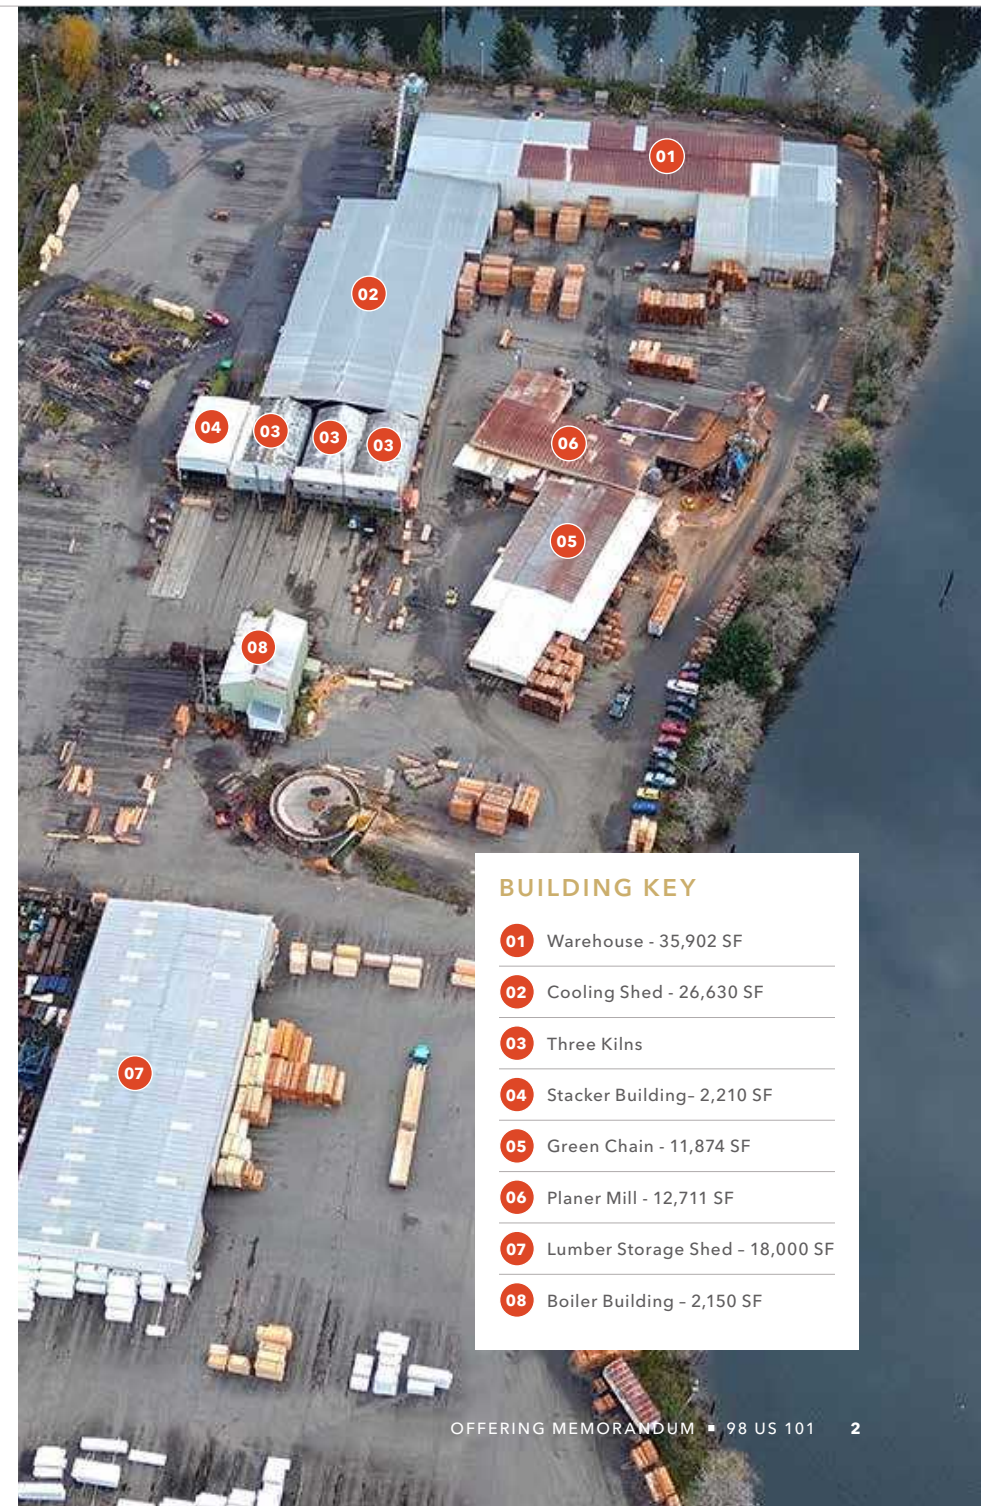 01
02
04
03
03
03
06
05
08
07
BUILDING KEY
01 Warehouse - 35,902 SF
02 Cooling Shed - 26,630 SF
03 Three Kilns
04 Stacker Building– 2,210 SF
05 Green Chain - 11,874 SF
06 Planer Mill - 12,711 SF
07 Lumber Storage Shed – 18,000 SF
08 Boiler Building – 2,150 SF
OFFERING MEMORANDUM ▪ 98 US 101 2